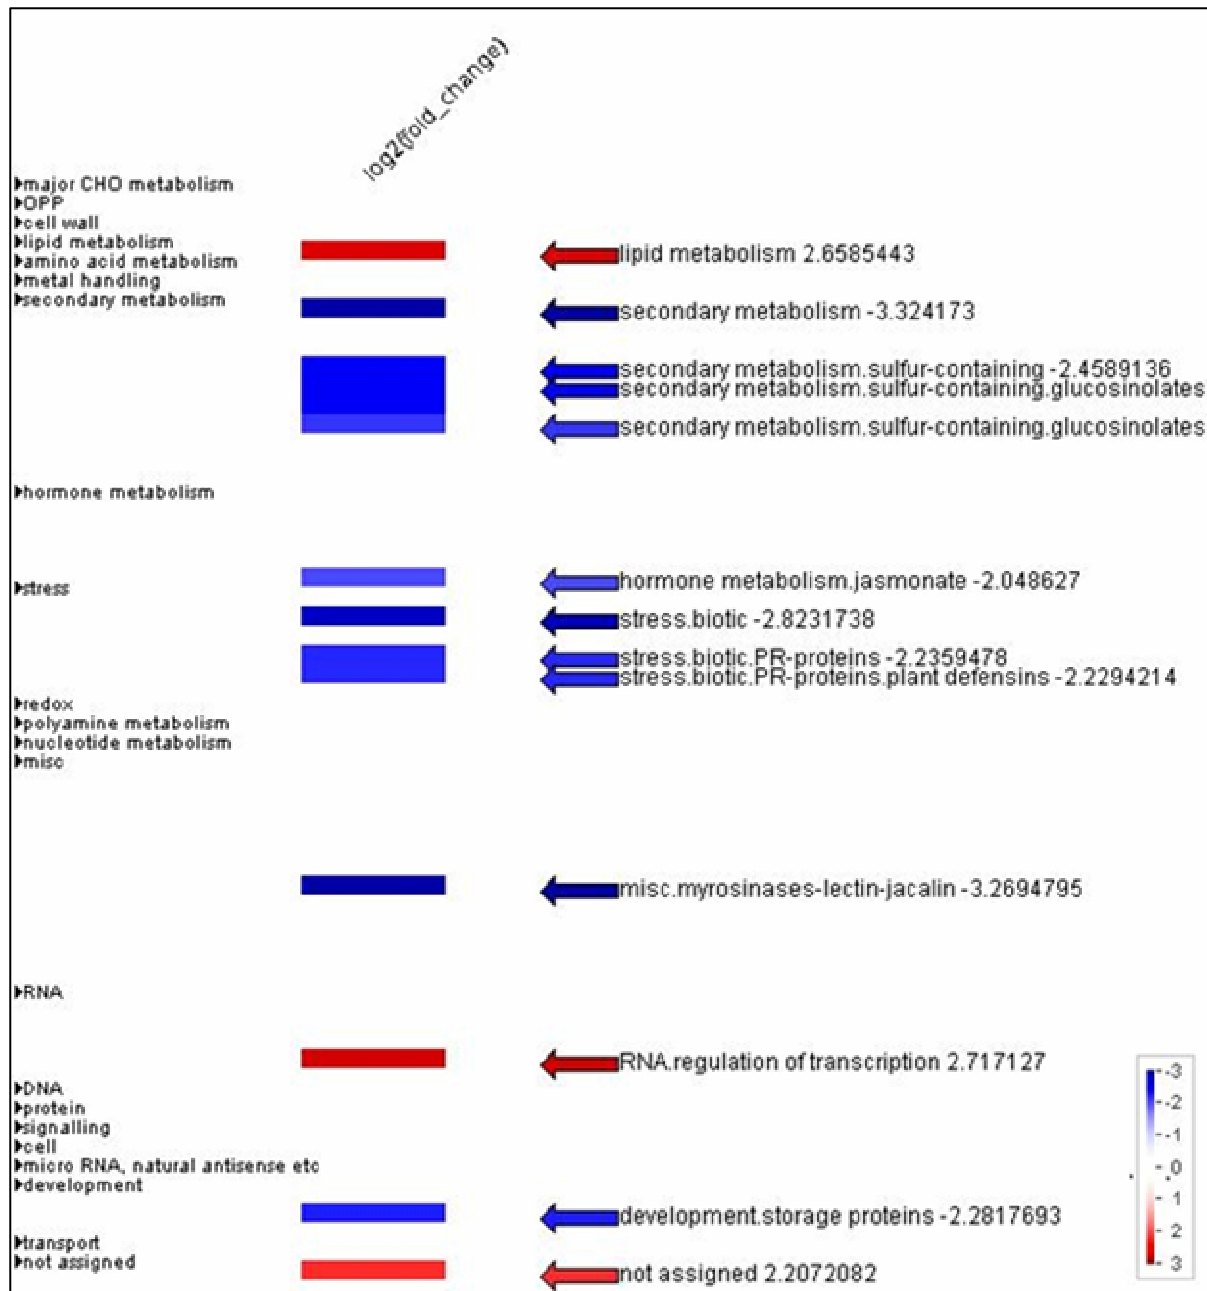 log2(fold_change)
▶major CHO metabolism
▶OPP
▶cell wall
▶lipid metabolism
lipid metabolism 2.6585443
▶amino acid metabolism
▶metal handling
▶secondary metabolism
secondary metabolism -3.324173
secondary metabolism.sulfur-containing -2.4589136
secondary metabolism.sulfur-containing.glucosinolates
secondary metabolism.sulfur-containing.glucosinolates
▶hormone metabolism
hormone metabolism.jasmonate -2.048627
▶stress
stress.biotic -2.8231738
stress.biotic.PR-proteins -2.2359478
stress.biotic.PR-proteins.plant defensins -2.2294214
▶redox
▶polyamine metabolism
▶nucleotide metabolism
▶misc
misc.myrosinases-lectin-jacalin -3.2694795
▶RNA
RNA.regulation of transcription 2.717127
▶DNA
▶protein
▶signalling
▶cell
▶micro RNA, natural antisense etc
▶development
development.storage proteins -2.2817693
▶transport
▶not assigned
not assigned 2.2072082
-3
-2
-1
0
1
2
3